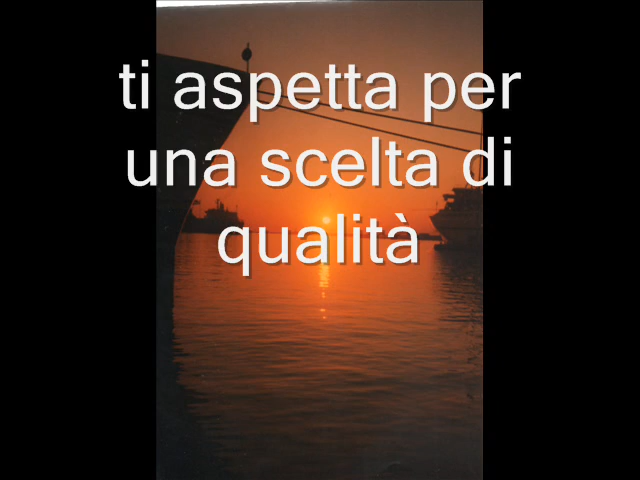 ti aspetta per
una scelta di
qualità